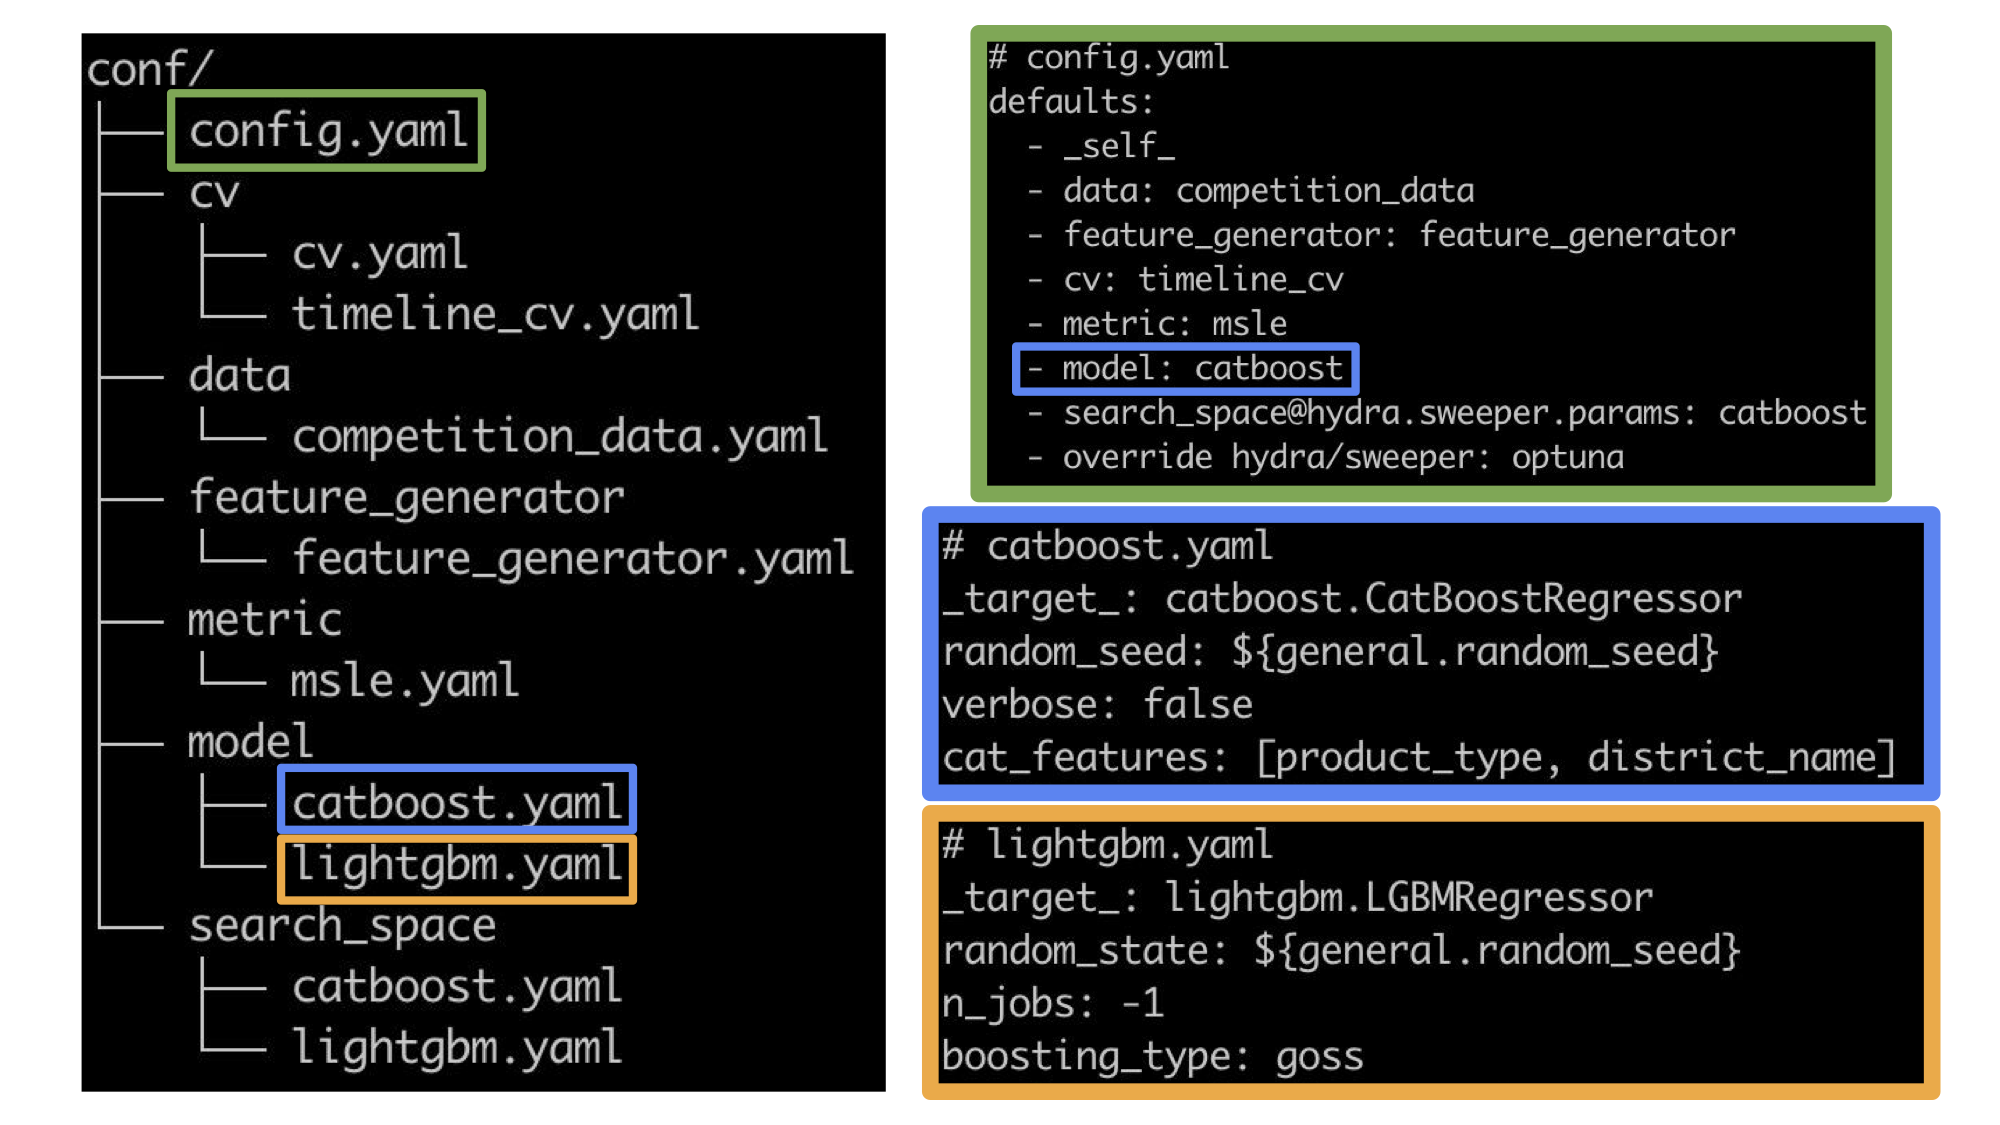 conf/
config.yaml
cv
cv.yaml
timeline_cv.yaml
data
competition_data.yaml
feature_generator
feature_generator.yaml
metric
msle.yaml
model
catboost.yaml
lightgbm.yaml
search_space
catboost.yaml
lightgbm.yaml
# config.yaml
defaults:
- _self_
- data: competition_data
- feature_generator: feature_generator
- cv: timeline_cv
- metric: msle
- model: catboost
- search_space@hydra.sweeper.params: catboost
- override hydra/sweeper: optuna
# catboost.yaml
_target_: catboost.CatBoostRegressor
random_seed: ${general.random_seed}
verbose: false
cat_features: [product_type, district_name]
# lightgbm.yaml
_target_: lightgbm.LGBMRegressor
random_state: ${general.random_seed}
n_jobs: -1
boosting_type: goss